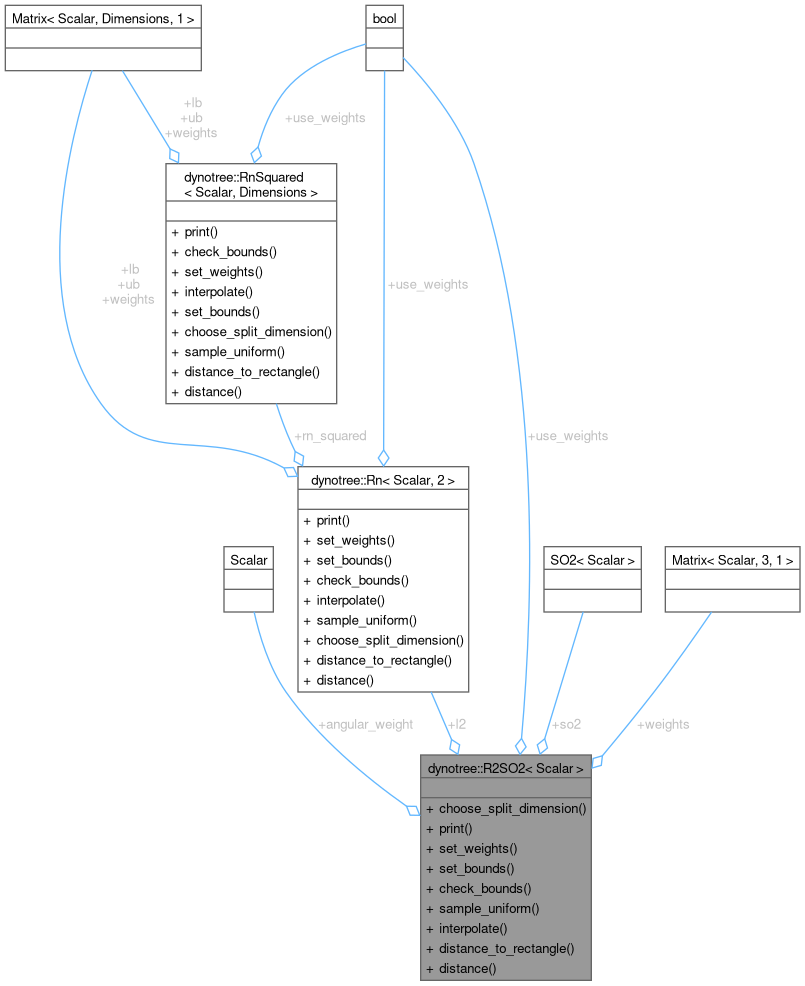 Matrix< Scalar, Dimensions, 1 >
bool
+lb
+ub
+weights
+use_weights
dynotree::RnSquared
< Scalar, Dimensions >
+ print()
+ check_bounds()
+ set_weights()
+ interpolate()
+ set_bounds()
+ choose_split_dimension()
+ sample_uniform()
+ distance_to_rectangle()
+ distance()
+lb
+ub
+weights
+use_weights
+rn_squared
+use_weights
dynotree::Rn< Scalar, 2 >
+ print()
+ set_weights()
+ set_bounds()
+ check_bounds()
+ interpolate()
+ sample_uniform()
+ choose_split_dimension()
+ distance_to_rectangle()
+ distance()
Scalar
SO2< Scalar >
Matrix< Scalar, 3, 1 >
+angular_weight
+l2
+so2
+weights
dynotree::R2SO2< Scalar >
+ choose_split_dimension()
+ print()
+ set_weights()
+ set_bounds()
+ check_bounds()
+ sample_uniform()
+ interpolate()
+ distance_to_rectangle()
+ distance()